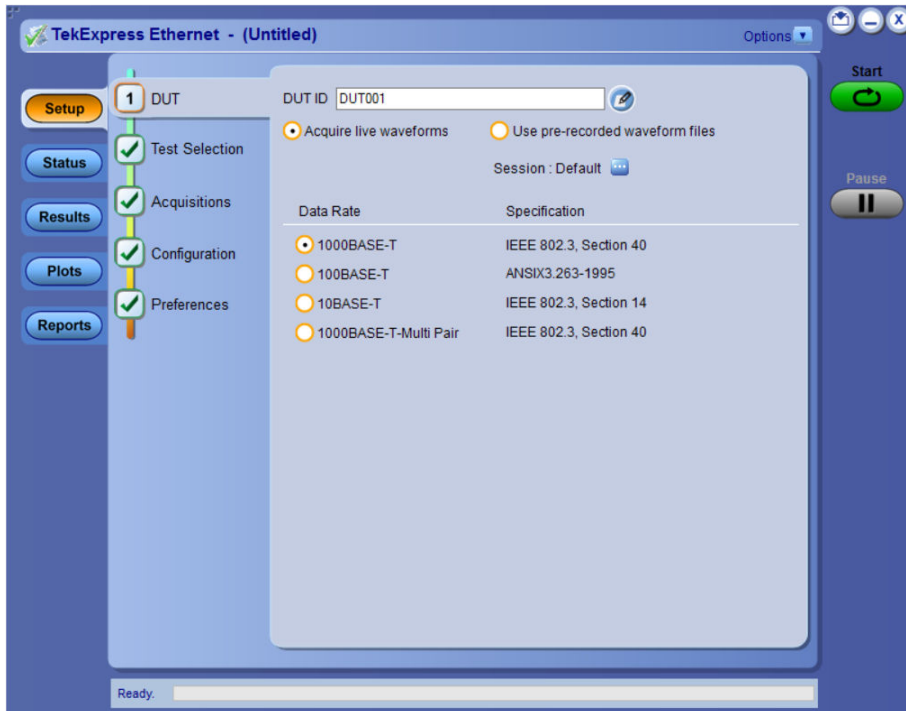 TekExpress Ethernet - (Untitled)
Options
Start
Pause
Setup
Status
Results
Plots
Reports
1 DUT
Test Selection
Acquisitions
Configuration
Preferences
DUT ID DUT001
Acquire live waveforms Use pre-recorded waveform files
Session : Default
Data Rate Specification
1000BASE-T IEEE 802.3, Section 40
100BASE-T ANSIX3.263-1995
10BASE-T IEEE 802.3, Section 14
1000BASE-T-Multi Pair IEEE 802.3, Section 40
Ready.